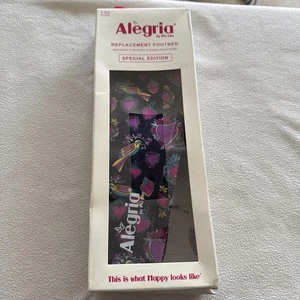 Alegria®
by PG Lite
REPLACEMENT FOOTBED
SPECIAL EDITION
Alegria
This is what Happy looks like